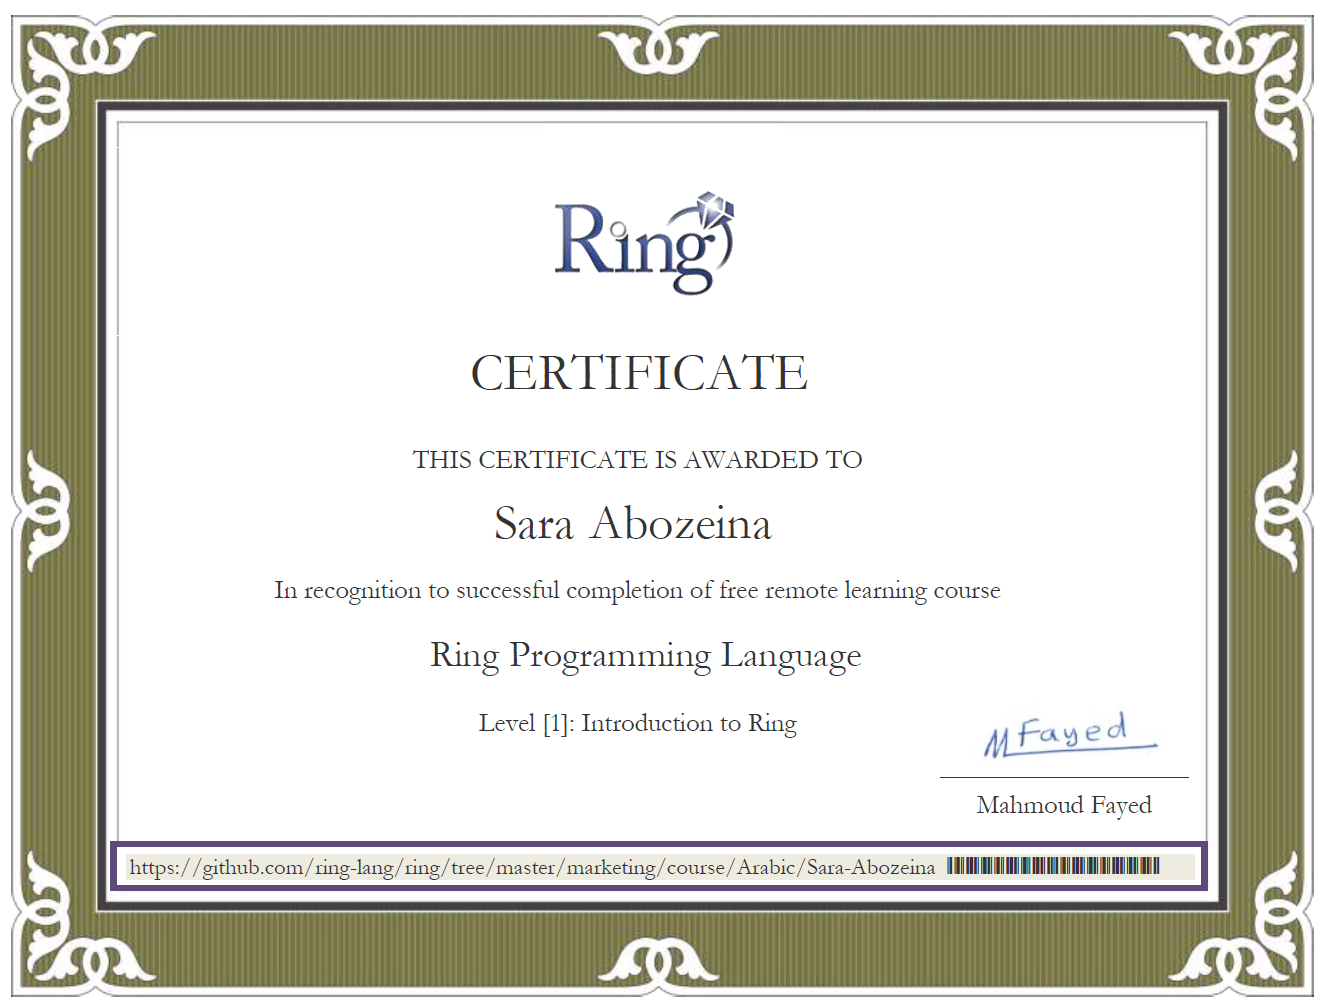 Ring
CERTIFICATE
THIS CERTIFICATE IS AWARDED TO
Sara Abozeina
In recognition to successful completion of free remote learning course
Ring Programming Language
Level [1]: Introduction to Ring
M Fayed
Mahmoud Fayed
https://github.com/ring-lang/ring/tree/master/marketing/course/Arabic/Sara-Abozeina